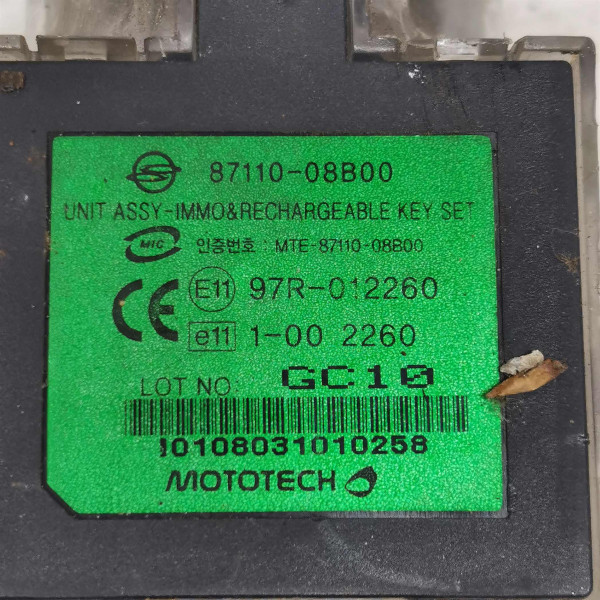 87110-08B00
UNIT ASSY-IMMO&RECHARGEABLE KEY SET
MIC 인증번호 : MTE-87110-08B00
CE E11 97R-012260
e11 1-00 2260
LOT NO. GC10
10108031010258
MOTOTECH